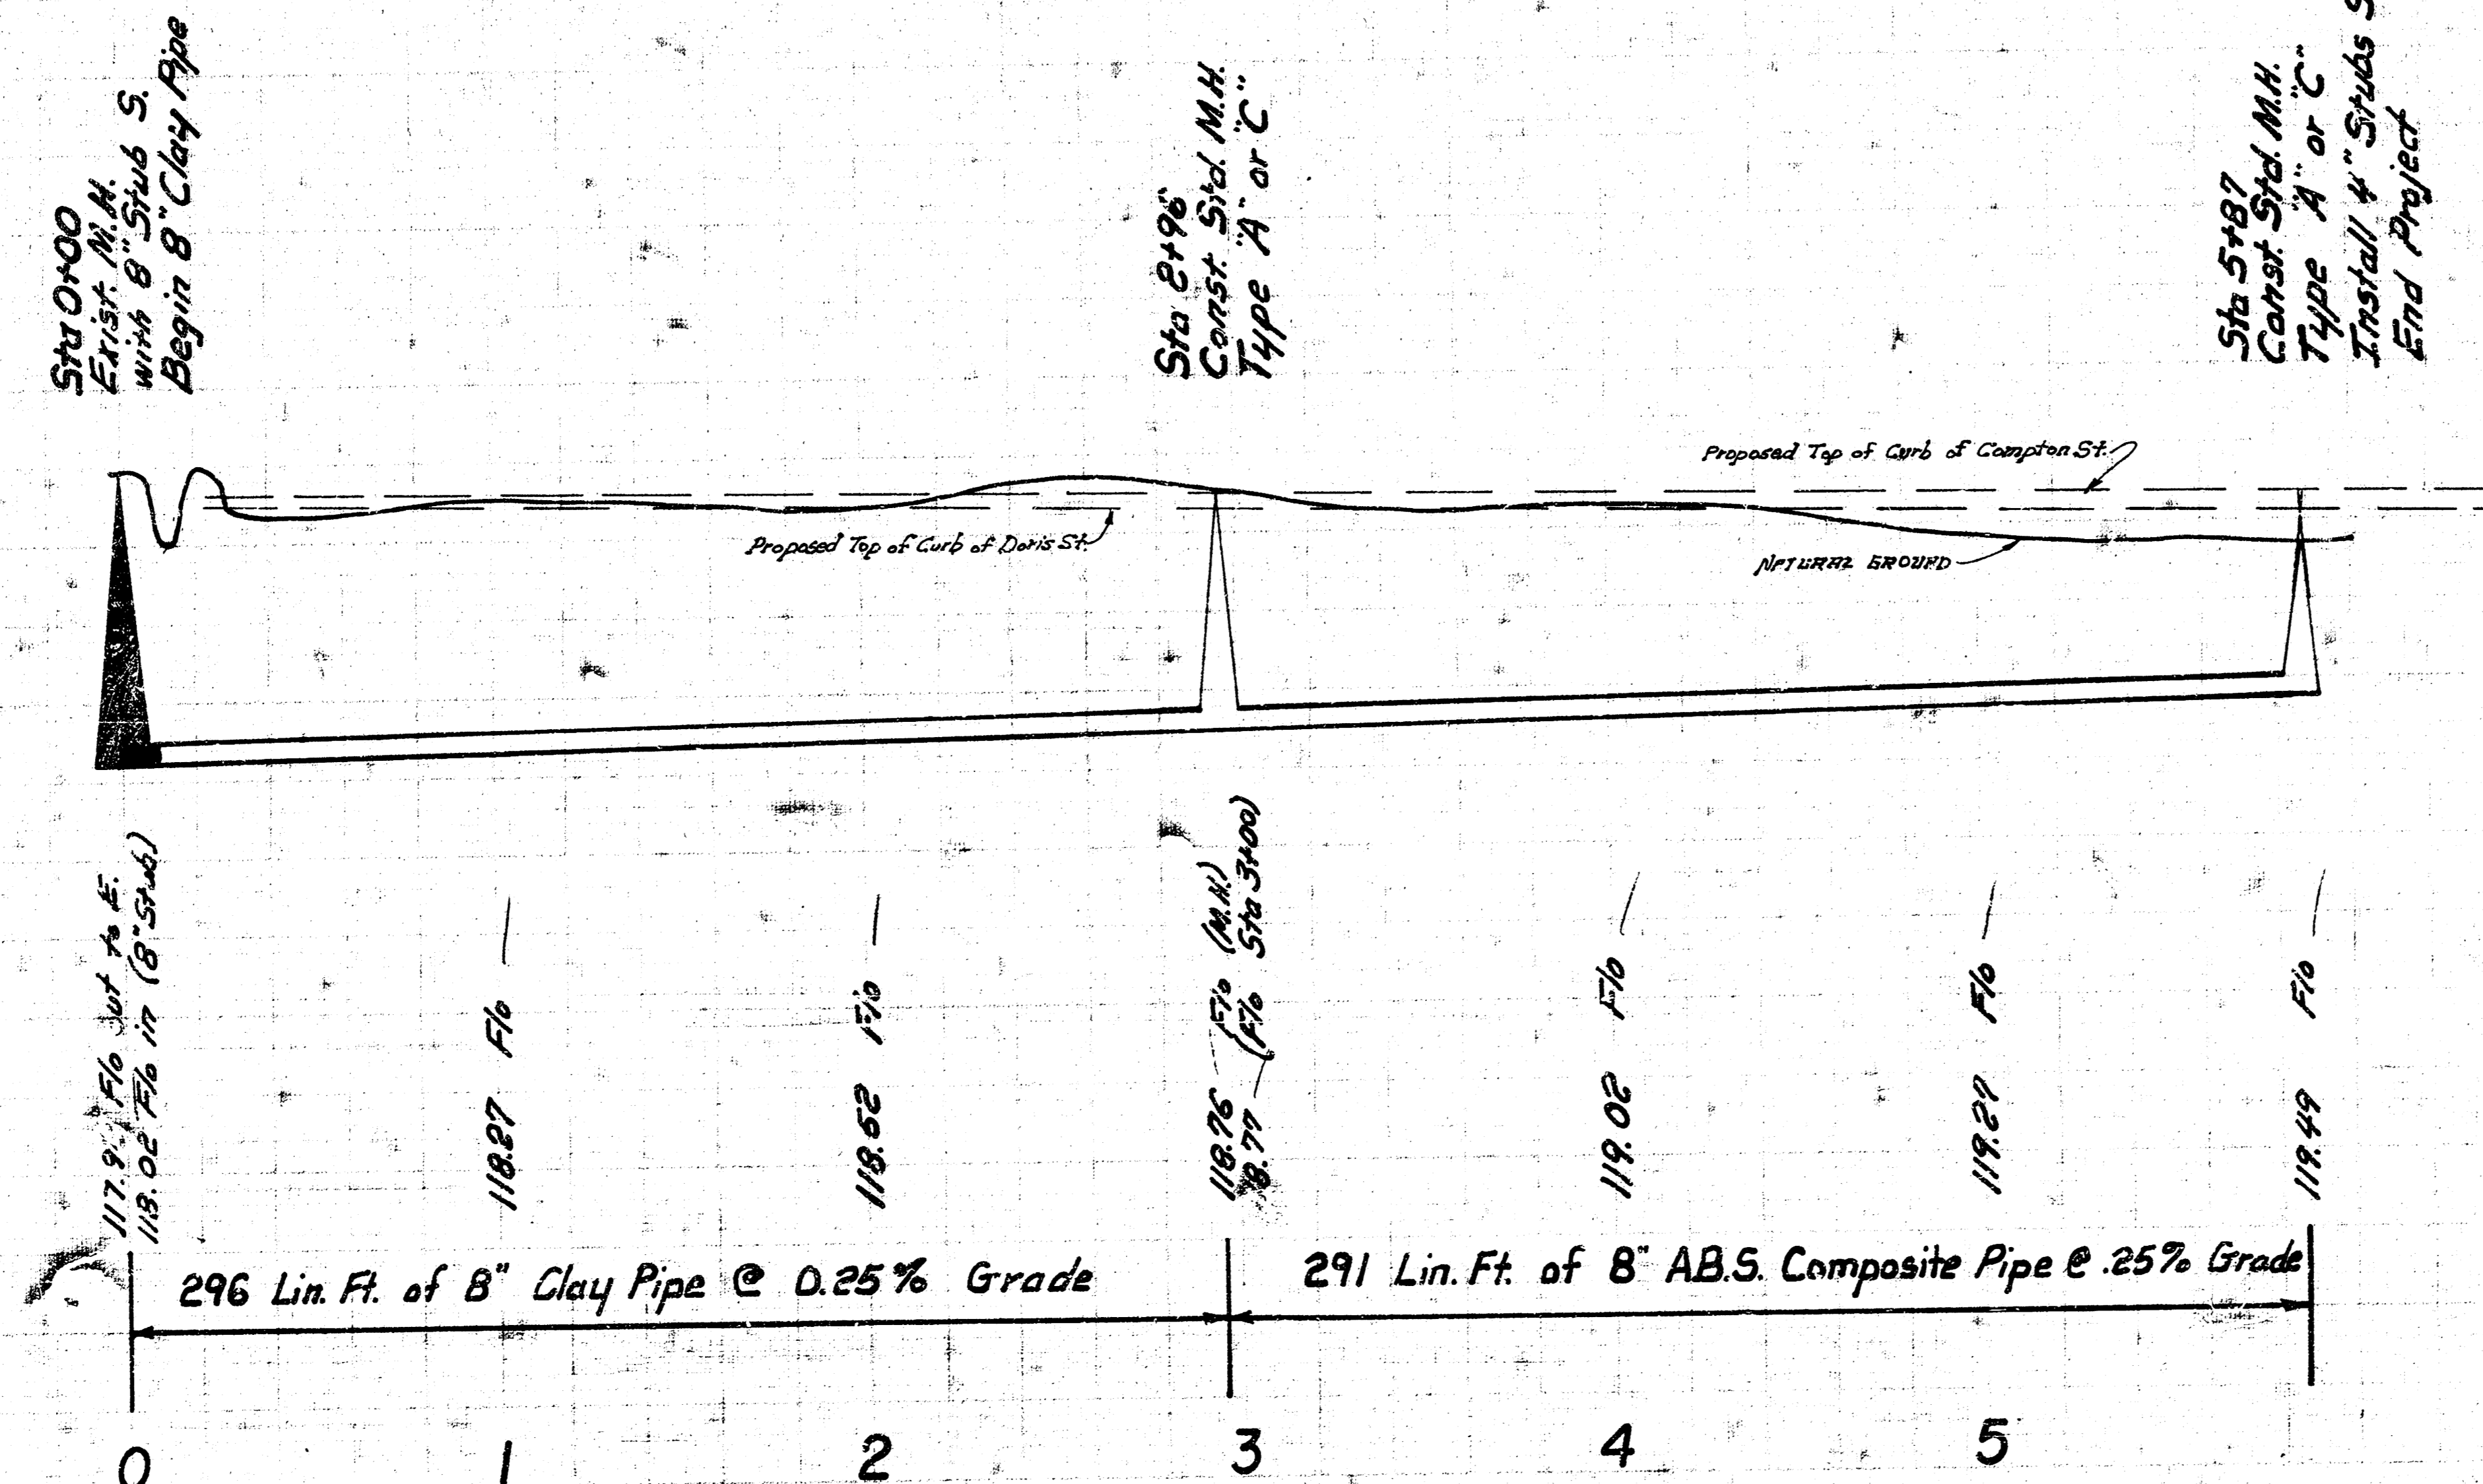 Sta 0+00
Exist. M.H.
with 8" Stub S.
Begin 8" Clay Pipe
Sta 2+96
Const. Std. M.H.
Type "A" or "C"
Sta 5+87
Const. Std. M.H.
Type "A" or "C"
Install 4" Stubs
End Project
Proposed Top of Curb of Compton St.
Proposed Top of Curb of Doris St.
NATURAL GROUND
F/o out to E.
118.02 F/o in (8" Stub)
118.27 F/o
118.52 F/o
118.76 F/o (M.H.)
18.77 (F/o Sta 3+00)
119.02 F/o
119.27 F/o
119.49 F/o
296 Lin. Ft. of 8" Clay Pipe @ 0.25% Grade
291 Lin. Ft. of 8" A.B.S. Composite Pipe @ .25% Grade
0 1 2 3 4 5